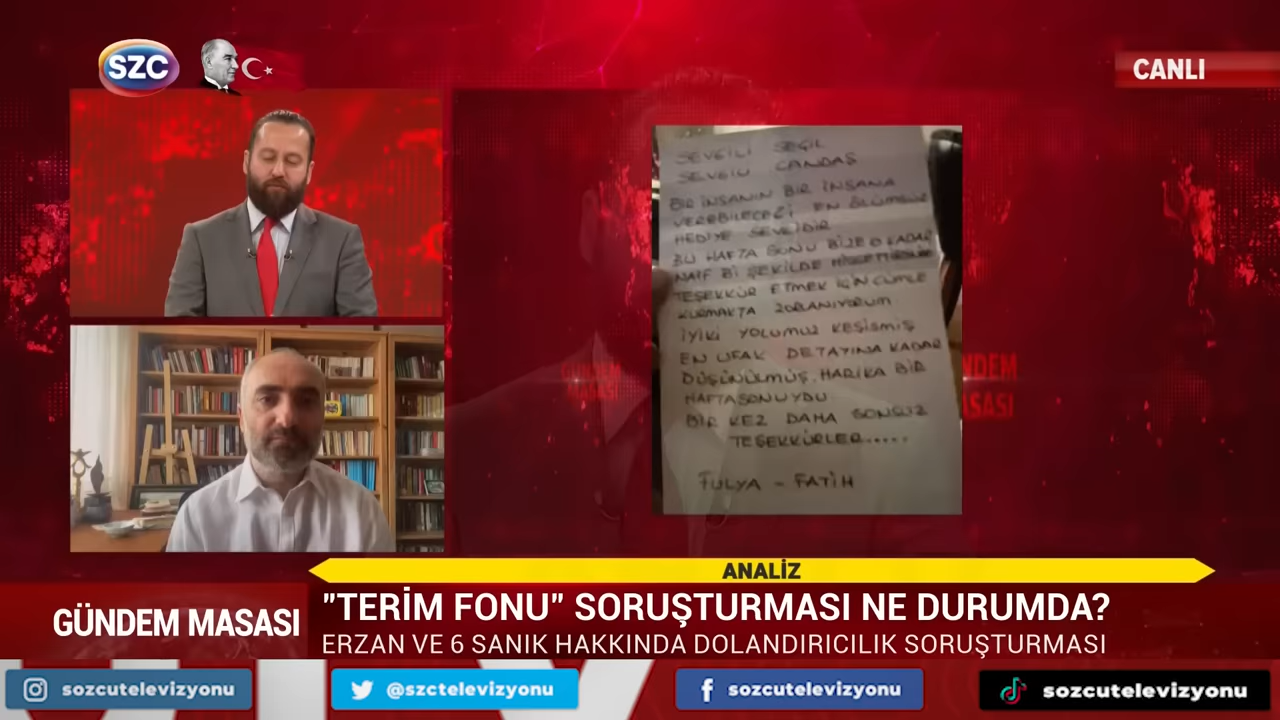 SZC
CANLI
SEVGİLİ SEÇİL
SEVGİLİ CANDAŞ
BİR İNSANIN BİR İNSANA
VEREBİLECEĞİ EN ÖLÜMSÜZ
HEDİYE SEVGİDİR
BU HAFTA SONU BİZE O KADAR
NAİF Bİ ŞEKİLDE
TEŞEKKÜR ETMEK İÇİN CÜMLE
KURMAKTA ZORLANIYORUM
İYİKİ YOLUMUZ KESİŞMİŞ
EN UFAK DETAYINA KADAR
DÜŞÜNÜLMÜŞ, HARİKA BİR
HAFTASONUYDU
BİR KEZ DAHA SONSUZ
TEŞEKKÜRLER.....
FULYA - FATİH
GÜNDEM
MASASI
ANALİZ
GÜNDEM MASASI
"TERİM FONU" SORUŞTURMASI NE DURUMDA?
ERZAN VE 6 SANIK HAKKINDA DOLANDIRICILIK SORUŞTURMASI
sozcutelevizyonu
@szctelevizyonu
sozcutelevizyonu
sozcutelevizyonu